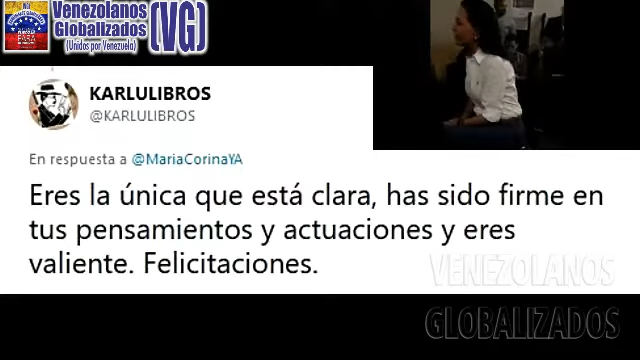 Venezolanos
Globalizados
(Unidos por Venezuela)
(VG)
KARLULIBROS
@KARLULIBROS
En respuesta a @MariaCorinaYA
Eres la única que está clara, has sido firme en
tus pensamientos y actuaciones y eres
valiente. Felicitaciones.
VENEZOLANOS
GLOBALIZADOS